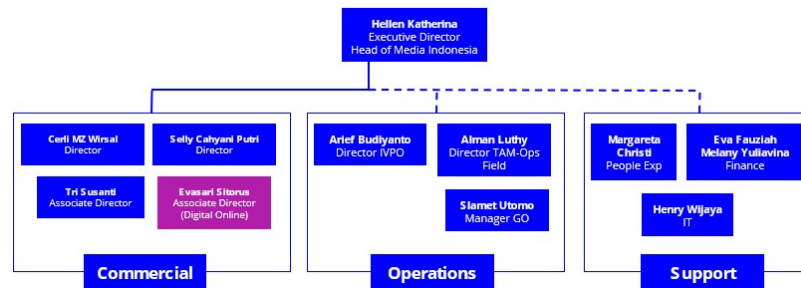 Hellen Katherina
Executive Director
Head of Media Indonesia
Cerli MZ Wirsal
Director
Selly Cahyani Putri
Director
Tri Susanti
Associate Director
Evasari Sitorus
Associate Director
(Digital Online)
Commercial
Arief Budiyanto
Director IVPO
Alman Luthy
Director TAM-Ops
Field
Slamet Utomo
Manager GO
Operations
Margareta
Christi
People Exp
Eva Fauziah
Melany Yuliavina
Finance
Henry Wijaya
IT
Support